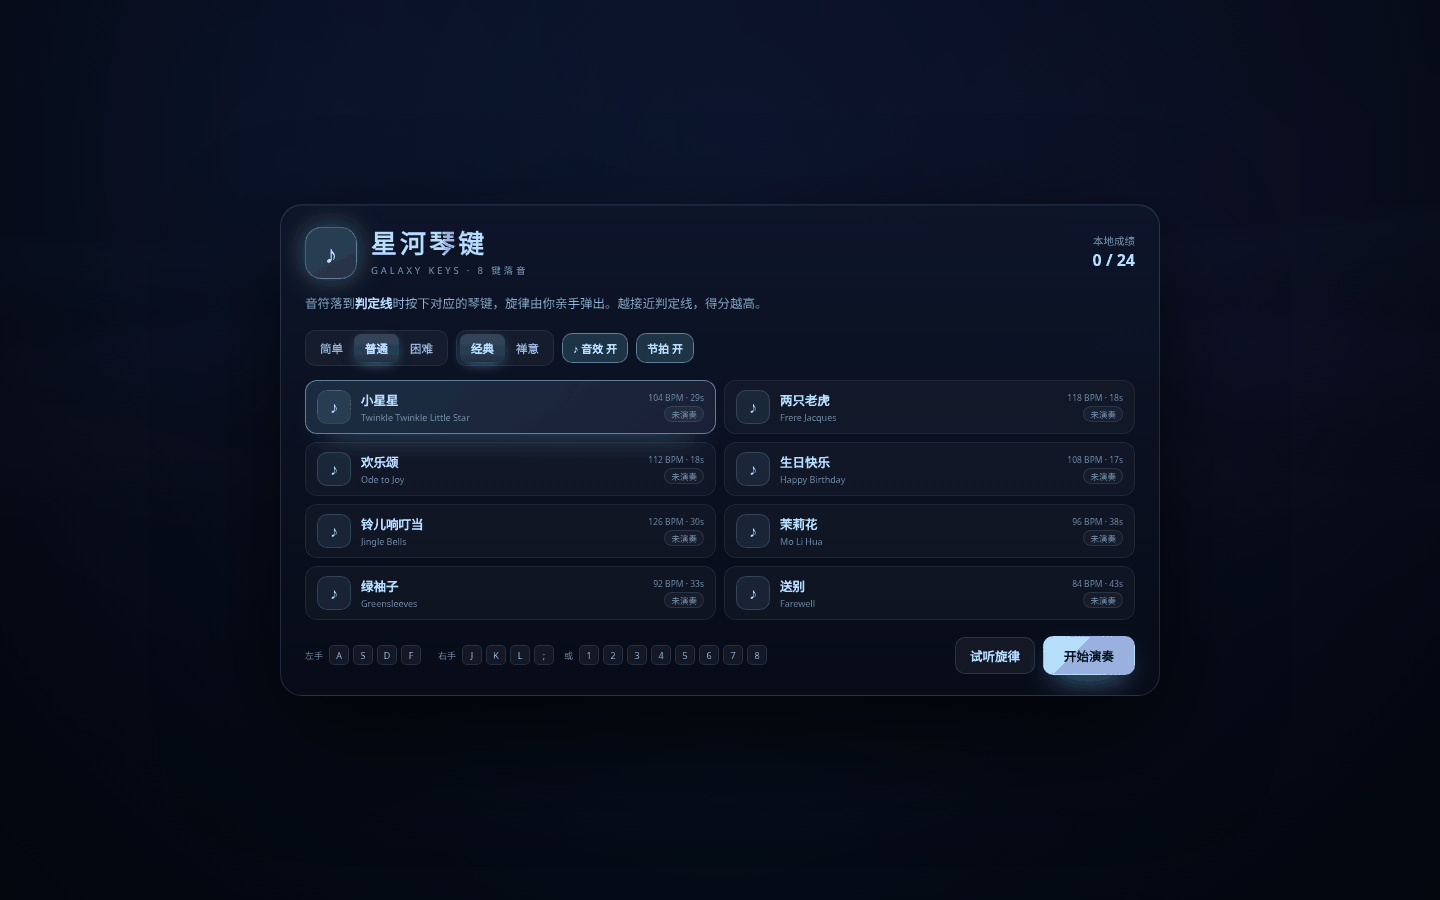 ♪
星河琴键
GALAXY KEYS · 8 键落音
本地成绩
0 / 24
音符落到判定线时按下对应的琴键，旋律由你亲手弹出。越接近判定线，得分越高。
简单 普通 困难 经典 禅意 ♪ 音效 开 节拍 开
♪ 小星星 104 BPM · 29s
Twinkle Twinkle Little Star 未演奏
♪ 两只老虎 118 BPM · 18s
Frere Jacques 未演奏
♪ 欢乐颂 112 BPM · 18s
Ode to Joy 未演奏
♪ 生日快乐 108 BPM · 17s
Happy Birthday 未演奏
♪ 铃儿响叮当 126 BPM · 30s
Jingle Bells 未演奏
♪ 茉莉花 96 BPM · 38s
Mo Li Hua 未演奏
♪ 绿袖子 92 BPM · 33s
Greensleeves 未演奏
♪ 送别 84 BPM · 43s
Farewell 未演奏
左手 A S D F 右手 J K L ; 或 1 2 3 4 5 6 7 8 试听旋律 开始演奏